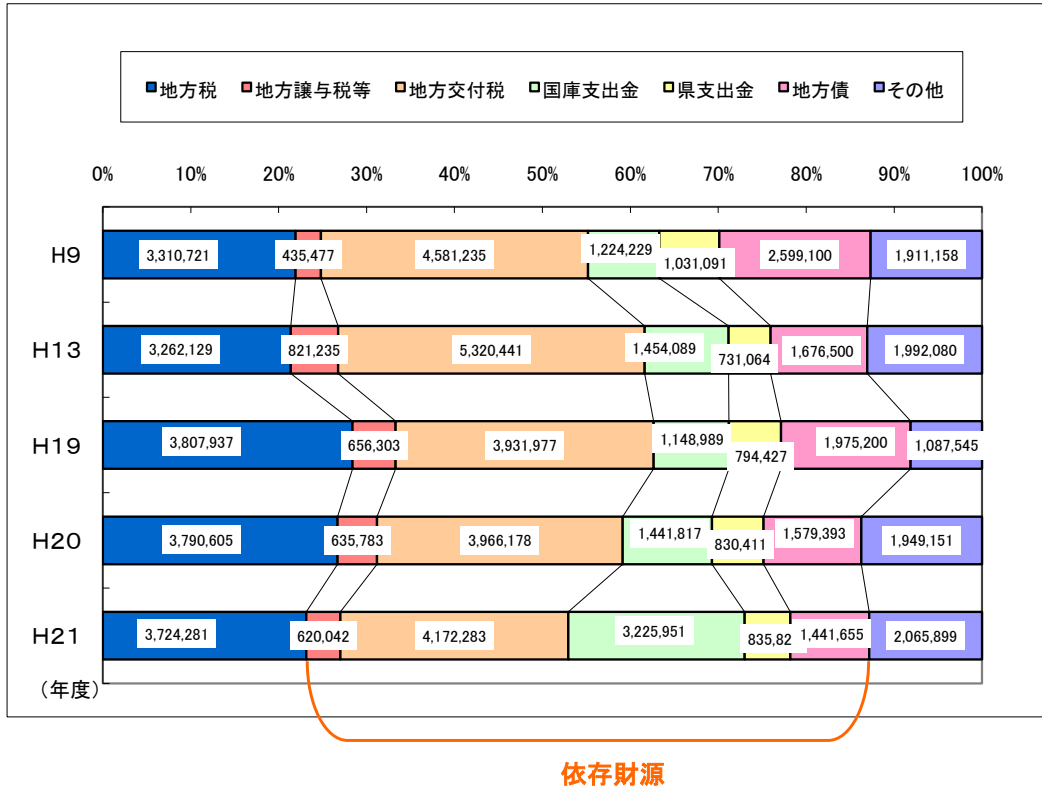 ■地方税 ■地方譲与税等 ■地方交付税 ■国庫支出金 ■県支出金 ■地方債 ■その他
0% 10% 20% 30% 40% 50% 60% 70% 80% 90% 100%
H9 3,310,721 435,477 4,581,235 1,224,229 1,031,091 2,599,100 1,911,158
H13 3,262,129 821,235 5,320,441 1,454,089 731,064 1,676,500 1,992,080
H19 3,807,937 656,303 3,931,977 1,148,989 794,427 1,975,200 1,087,545
H20 3,790,605 635,783 3,966,178 1,441,817 830,411 1,579,393 1,949,151
H21 3,724,281 620,042 4,172,283 3,225,951 835,82 1,441,655 2,065,899
(年度)
依存財源